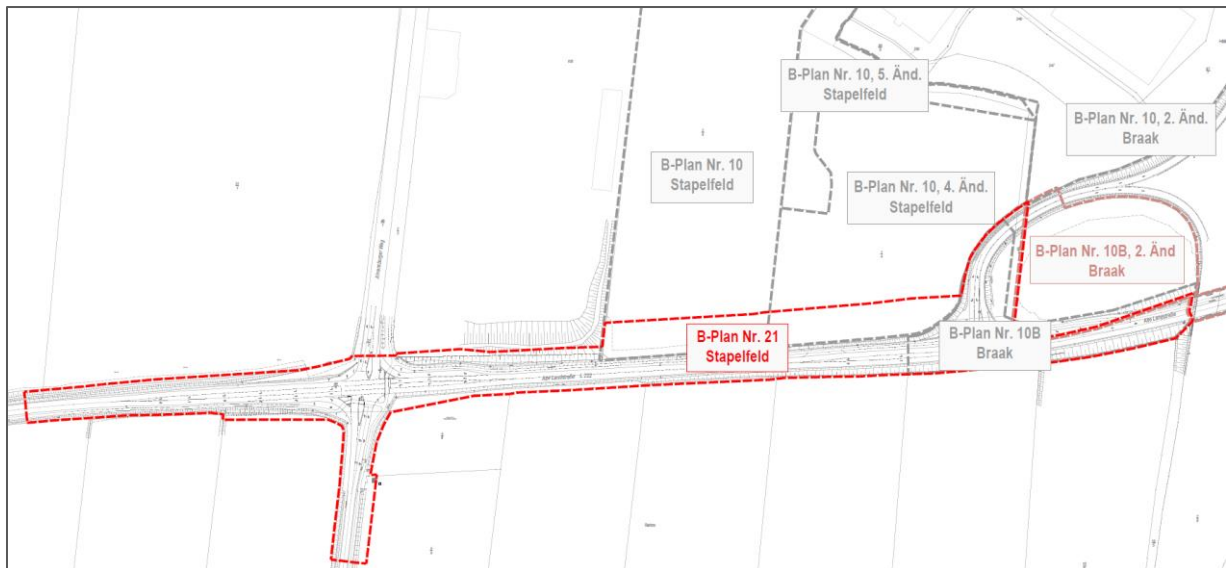 B-Plan Nr. 10, 5. Änd.
Stapelfeld
B-Plan Nr. 10, 2. Änd.
Braak
B-Plan Nr. 10
Stapelfeld
B-Plan Nr. 10, 4. Änd.
Stapelfeld
B-Plan Nr. 10B, 2. Änd
Braak
B-Plan Nr. 21
Stapelfeld
B-Plan Nr. 10B
Braak